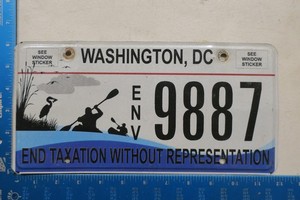 SEE
WINDOW
STICKER
WASHINGTON, DC
SEE
WINDOW
STICKER
ENV
9887
END TAXATION WITHOUT REPRESENTATION